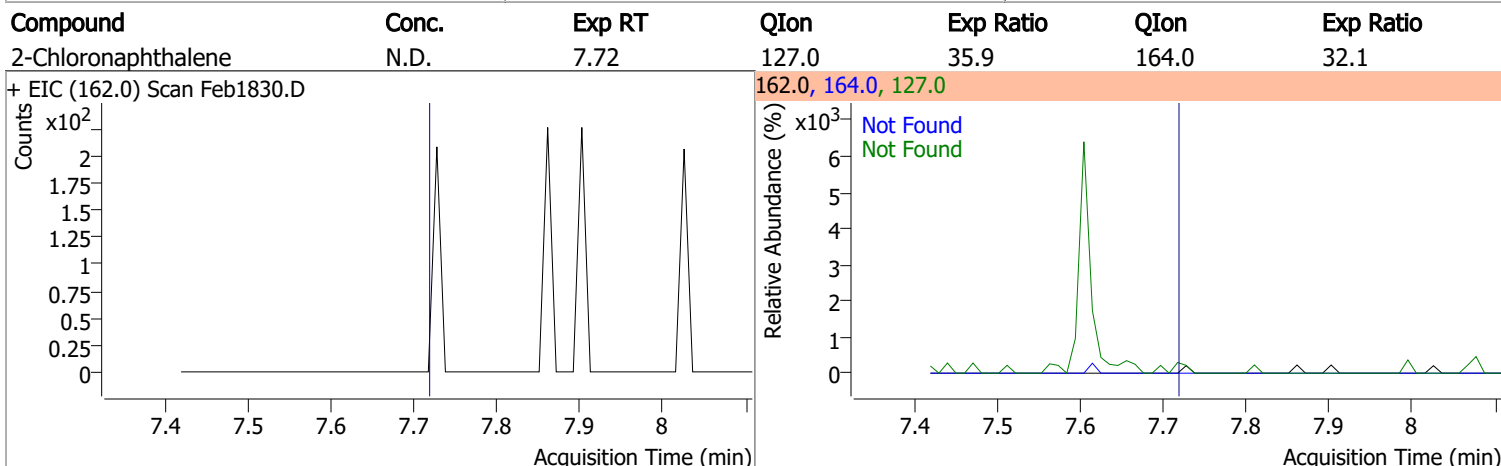 Compound Conc. Exp RT QIon Exp Ratio QIon Exp Ratio
2-Chloronaphthalene N.D. 7.72 127.0 35.9 164.0 32.1
+ EIC (162.0) Scan Feb1830.D
Counts
x10²
2
1.75
1.5
1.25
1
0.75
0.5
0.25
0
7.4 7.5 7.6 7.7 7.8 7.9 8
Acquisition Time (min)
162.0, 164.0, 127.0
Relative Abundance (%)
x10³
Not Found
Not Found
6
5
4
3
2
1
0
7.4 7.5 7.6 7.7 7.8 7.9 8
Acquisition Time (min)